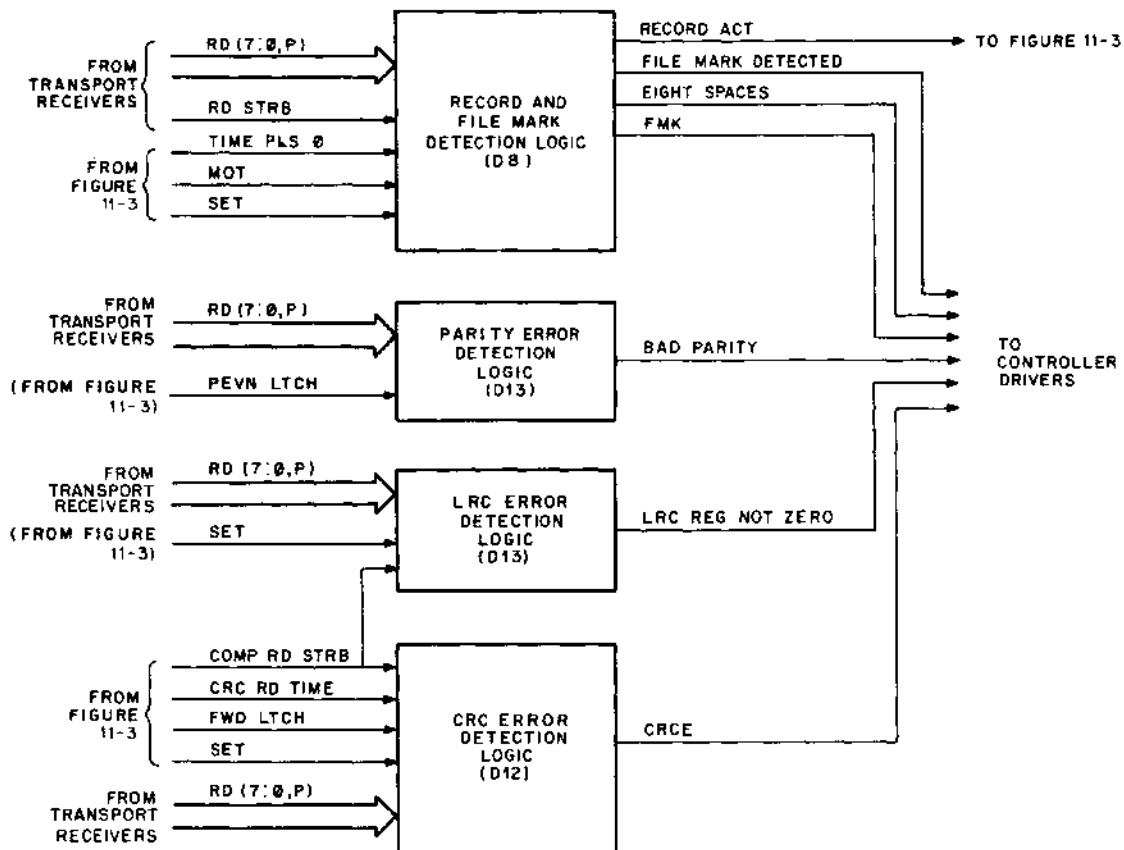 RD (7:0,P)
FROM
TRANSPORT
RECEIVERS
RD STRB
TIME PLS 0
FROM
FIGURE
11-3
MOT
SET
RECORD AND
FILE MARK
DETECTION LOGIC
(D8)
RECORD ACT
TO FIGURE 11-3
FILE MARK DETECTED
EIGHT SPACES
FMK
FROM
TRANSPORT
RECEIVERS
RD (7:0,P)
(FROM FIGURE
11-3)
PEVN LTCH
PARITY ERROR
DETECTION
LOGIC
(D13)
BAD PARITY
TO
CONTROLLER
DRIVERS
FROM
TRANSPORT
RECEIVERS
RD (7:0,P)
(FROM FIGURE
11-3)
SET
LRC ERROR
DETECTION
LOGIC
(D13)
LRC REG NOT ZERO
COMP RD STRB
FROM
FIGURE
11-3
CRC RD TIME
FWD LTCH
SET
FROM
TRANSPORT
RECEIVERS
RD (7:0,P)
CRC ERROR
DETECTION
LOGIC
(D12)
CRCE